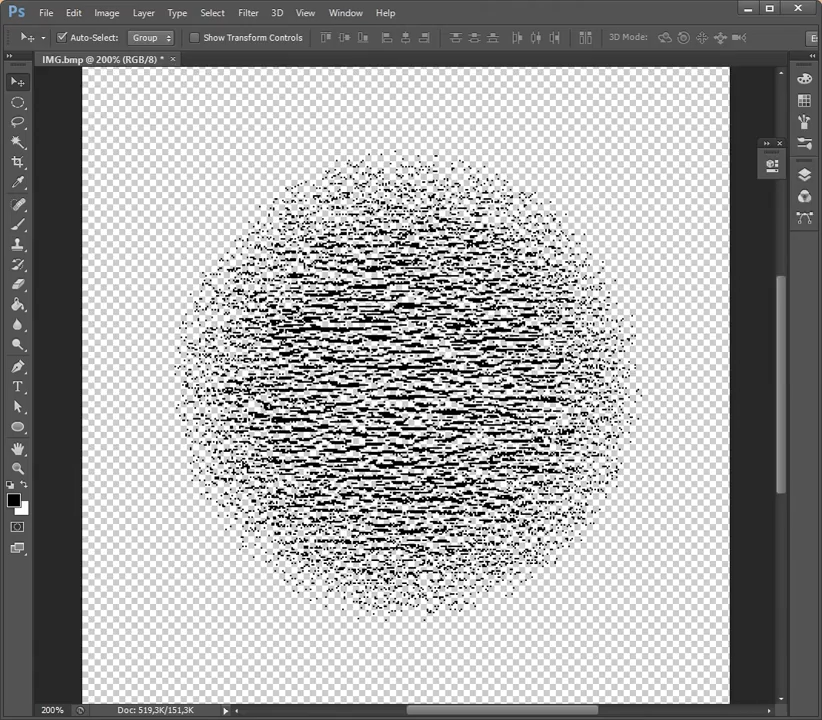 Ps File Edit Image Layer Type Select Filter 3D View Window Help
Auto-Select: Group Show Transform Controls 3D Mode:
IMG.bmp @ 200% (RGB/8) * ×
T
200% Doc: 519,3K/151,3K